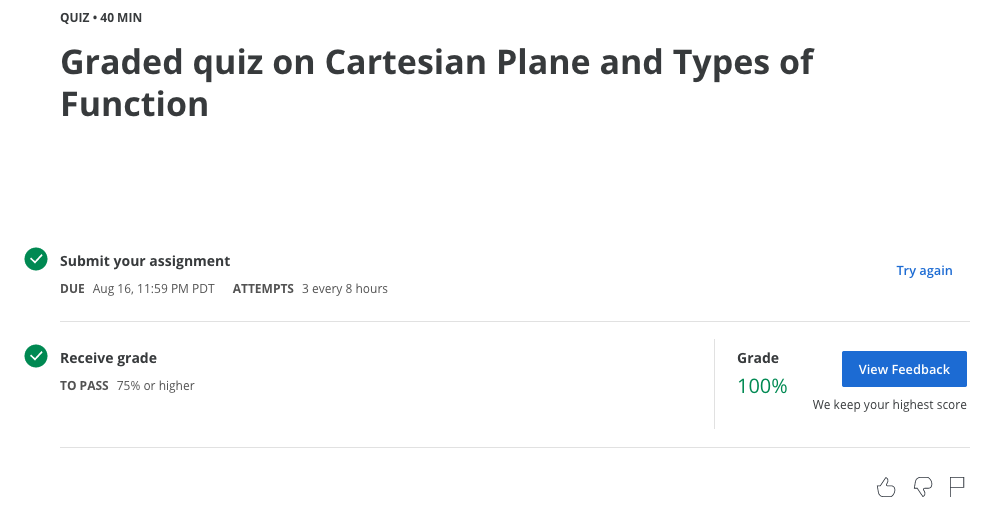 QUIZ • 40 MIN
Graded quiz on Cartesian Plane and Types of
Function
Submit your assignment
Try again
DUE Aug 16, 11:59 PM PDT ATTEMPTS 3 every 8 hours
Receive grade
TO PASS 75% or higher
Grade
100%
View Feedback
We keep your highest score